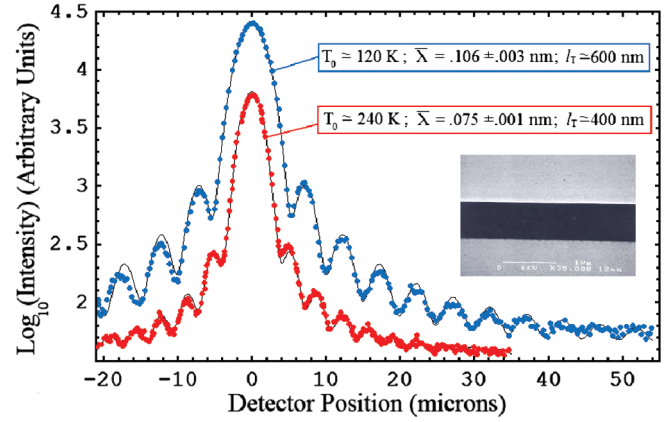 4.5
4
3.5
3
2.5
2
Log10(Intensity) (Arbitrary Units)
T0 ≃ 120 K ; X̄ = .106 ±.003 nm; lT≃600 nm
T0 ≃ 240 K ; X̄ = .075 ±.001 nm; lT≃400 nm
1μ
-20 -10 0 10 20 30 40 50
Detector Position (microns)